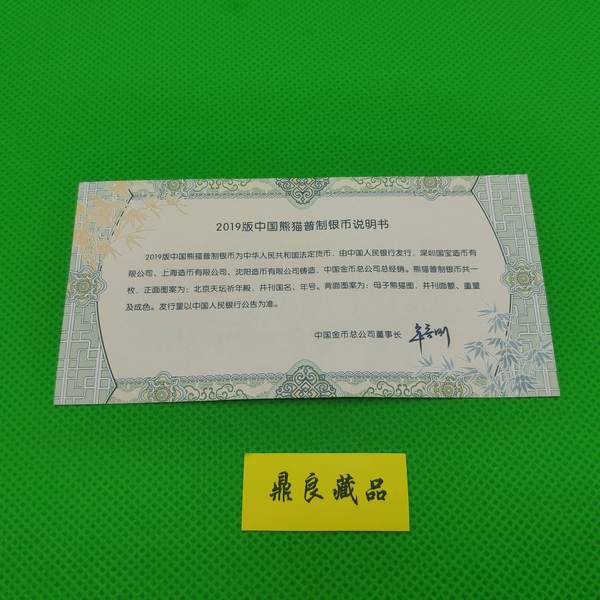 2019版中国熊猫普制银币说明书
2019版中国熊猫普制银币为中华人民共和国法定货币，由中国人民银行发行，深圳国宝造币有
限公司、上海造币有限公司、沈阳造币有限公司铸造，中国金币总公司总经销。熊猫普制银币共一
枚，正面图案为：北京天坛祈年殿，并刊国名、年号。背面图案为：母子熊猫图，并刊面额、重量
及成色。发行量以中国人民银行公告为准。
中国金币总公司董事长
鼎良藏品